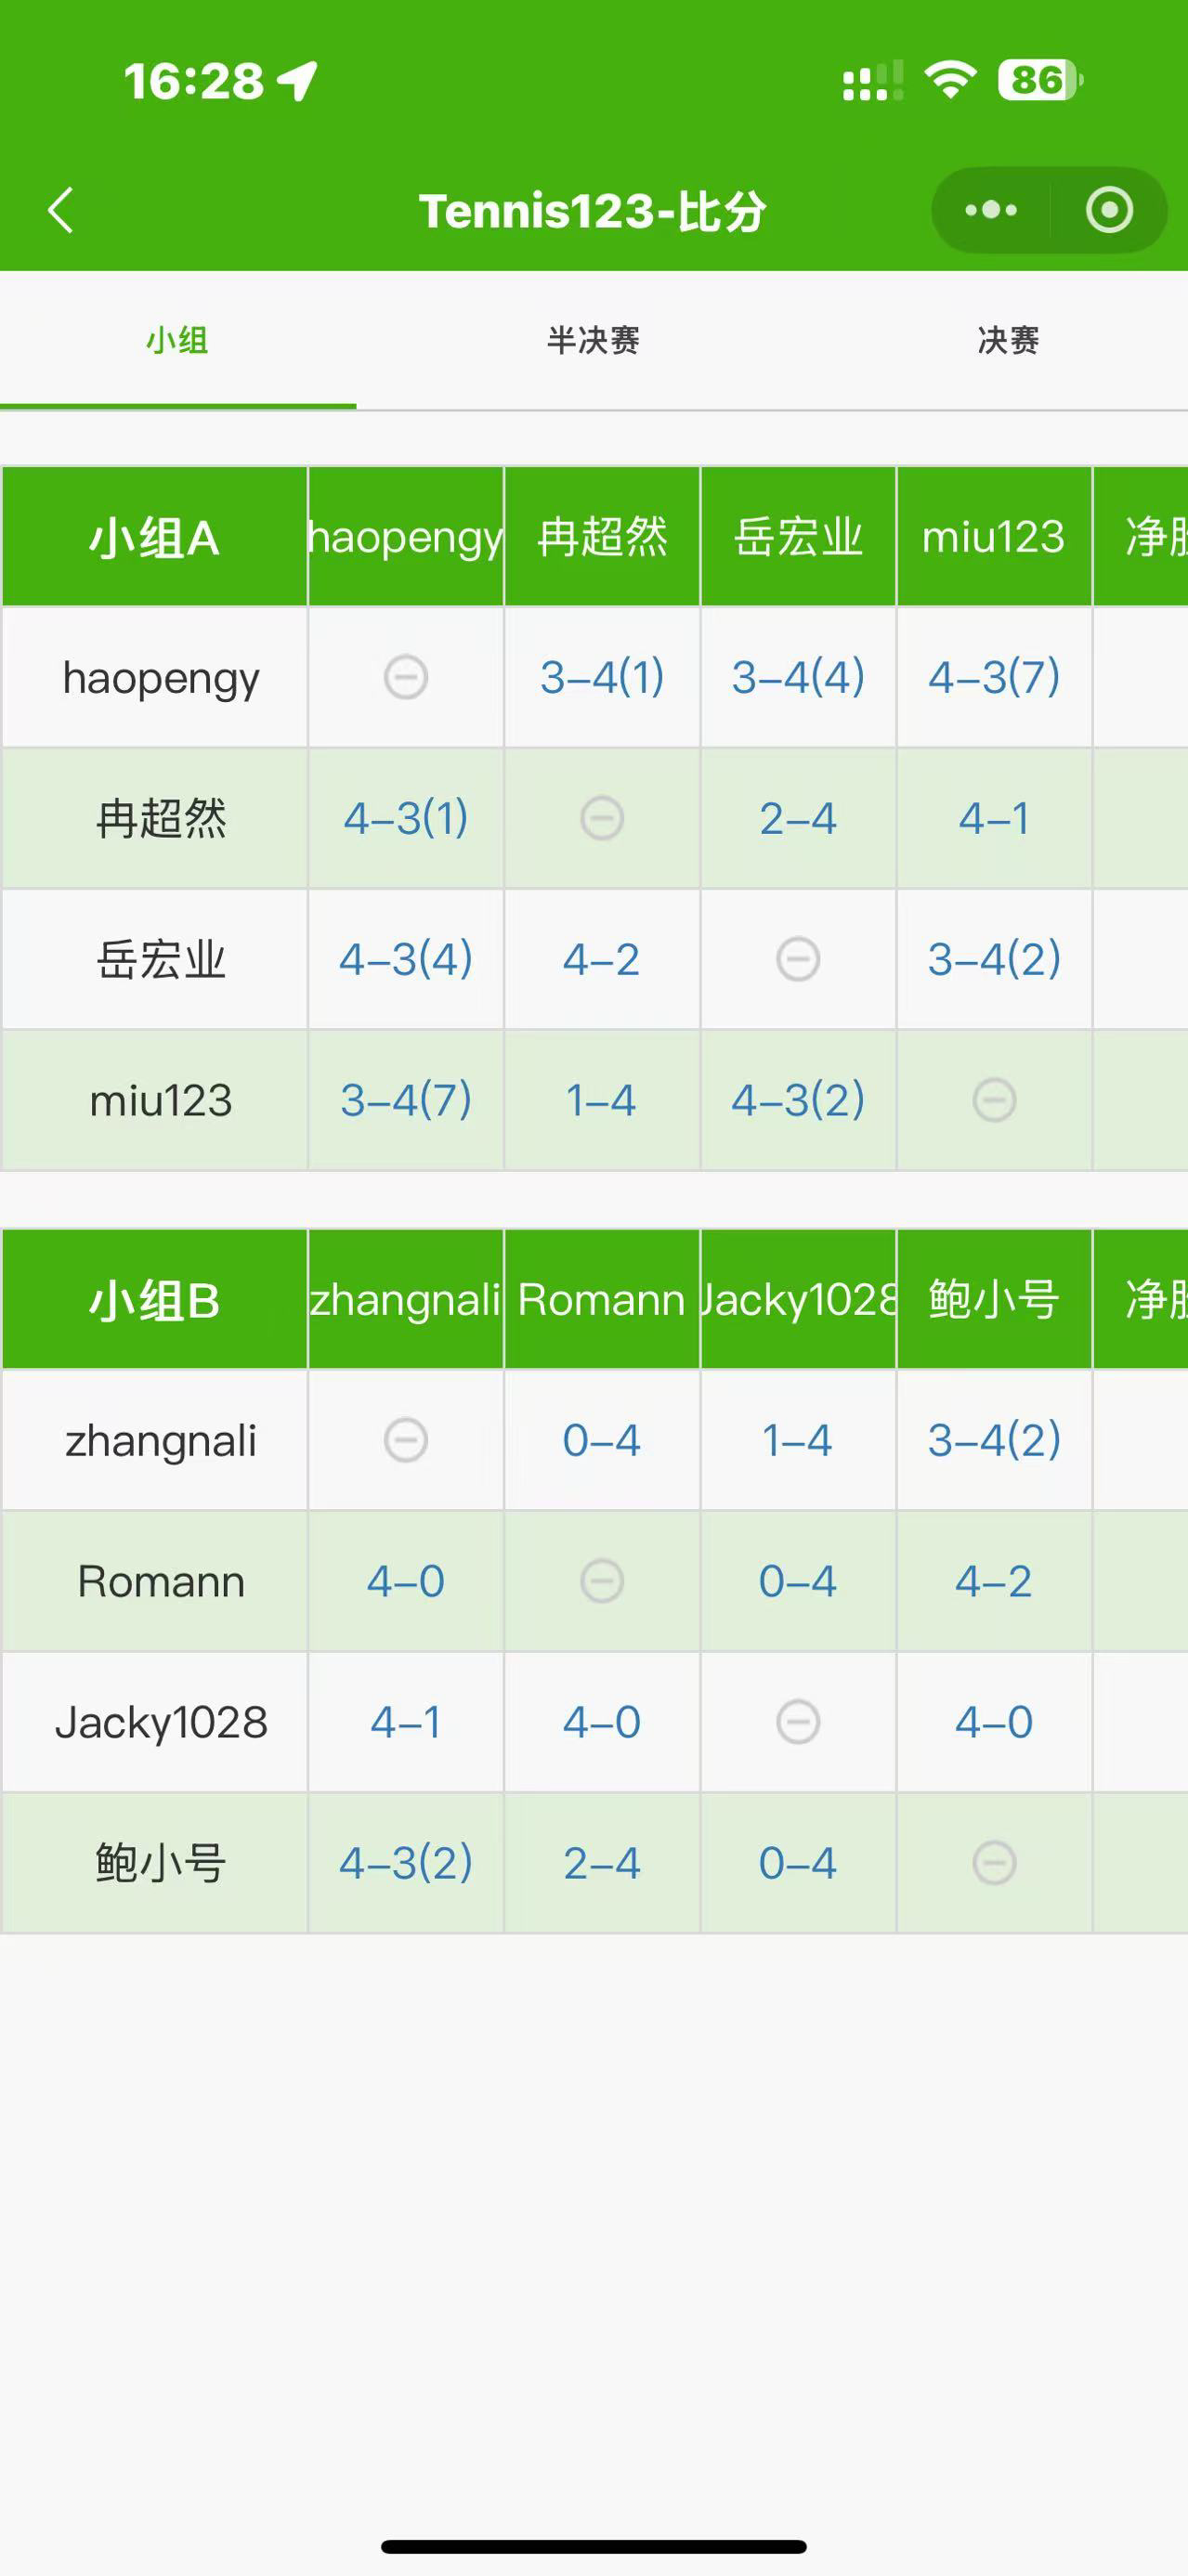 16:28
86
Tennis123-比分
小组 半决赛 决赛
小组A haopengy 冉超然 岳宏业 miu123 净
haopengy 3-4(1) 3-4(4) 4-3(7)
冉超然 4-3(1) 2-4 4-1
岳宏业 4-3(4) 4-2 3-4(2)
miu123 3-4(7) 1-4 4-3(2)
小组B zhangnali Romann Jacky1028 鲍小号 净
zhangnali 0-4 1-4 3-4(2)
Romann 4-0 0-4 4-2
Jacky1028 4-1 4-0 4-0
鲍小号 4-3(2) 2-4 0-4